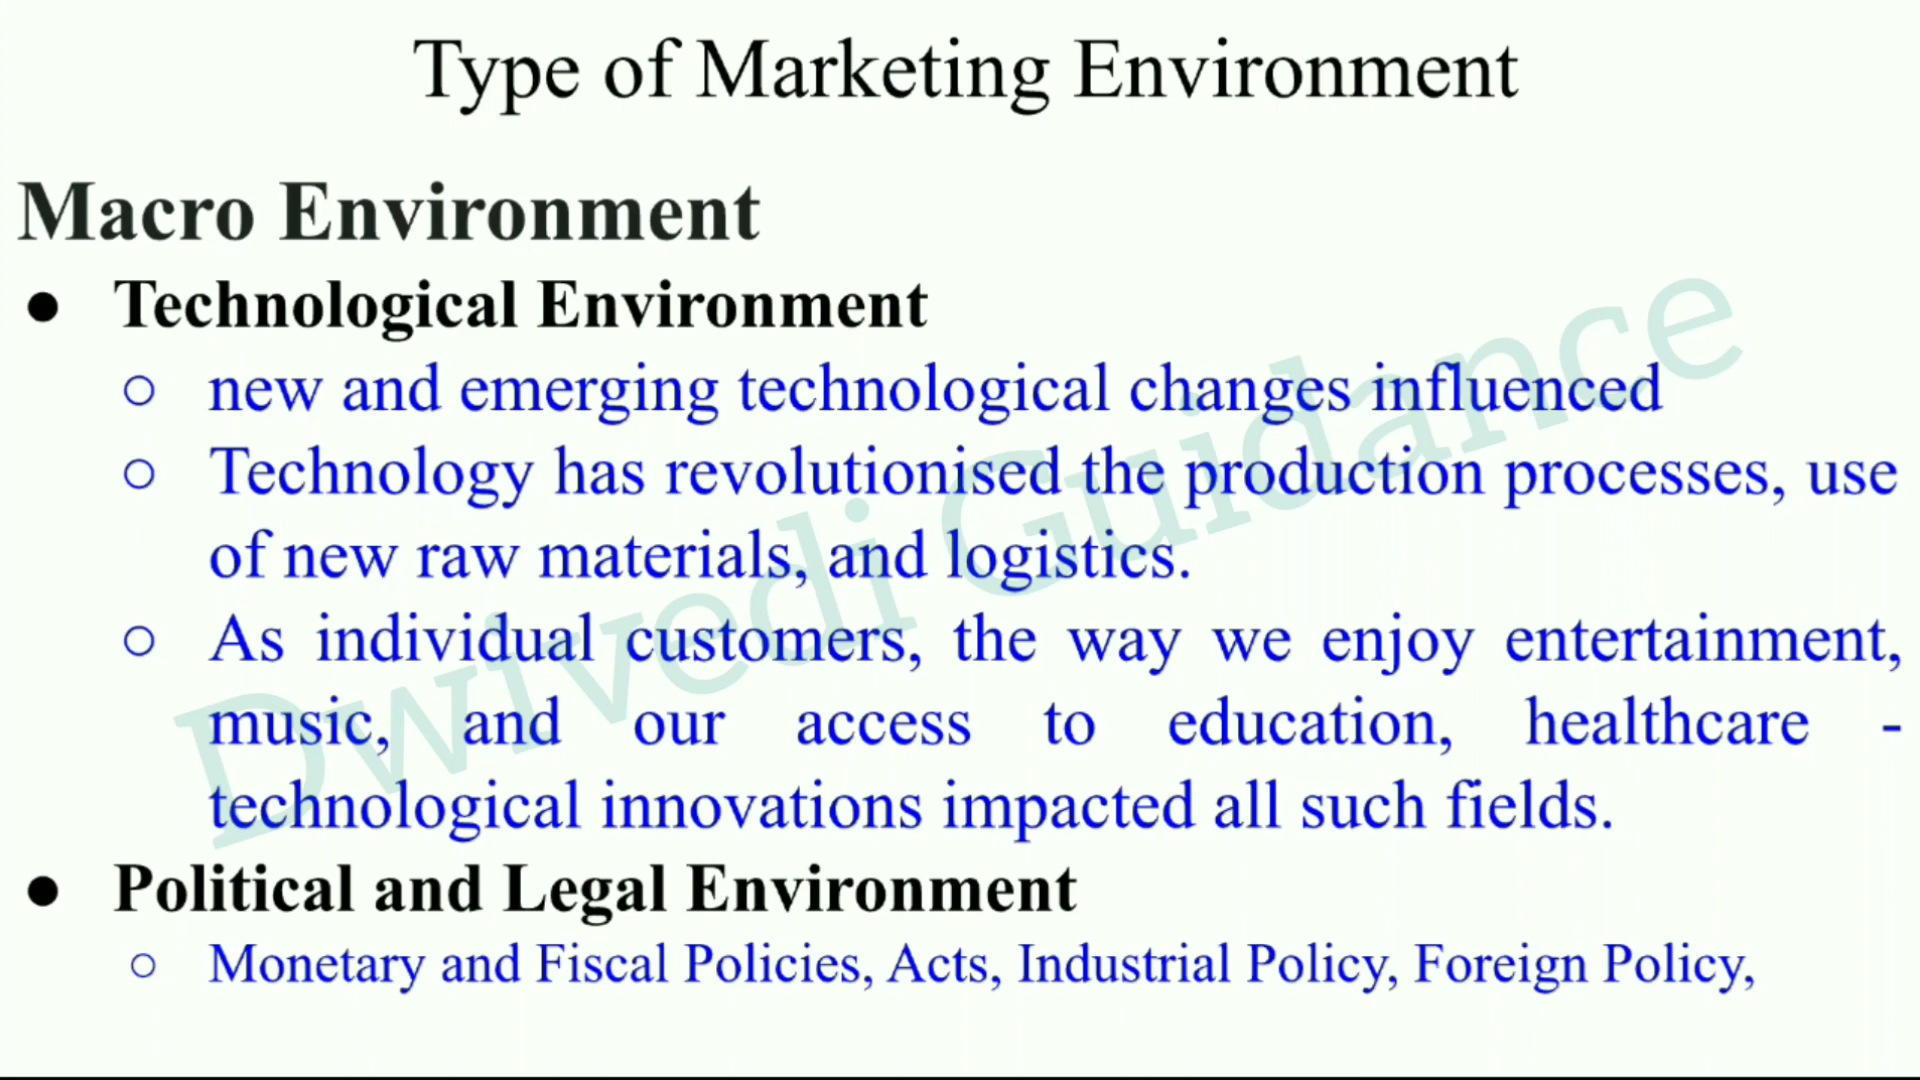 Type of Marketing Environment
Macro Environment
● Technological Environment
○ new and emerging technological changes influenced
○ Technology has revolutionised the production processes, use
of new raw materials, and logistics.
○ As individual customers, the way we enjoy entertainment,
music, and our access to education, healthcare -
technological innovations impacted all such fields.
● Political and Legal Environment
○ Monetary and Fiscal Policies, Acts, Industrial Policy, Foreign Policy,
Dwivedi Guidance